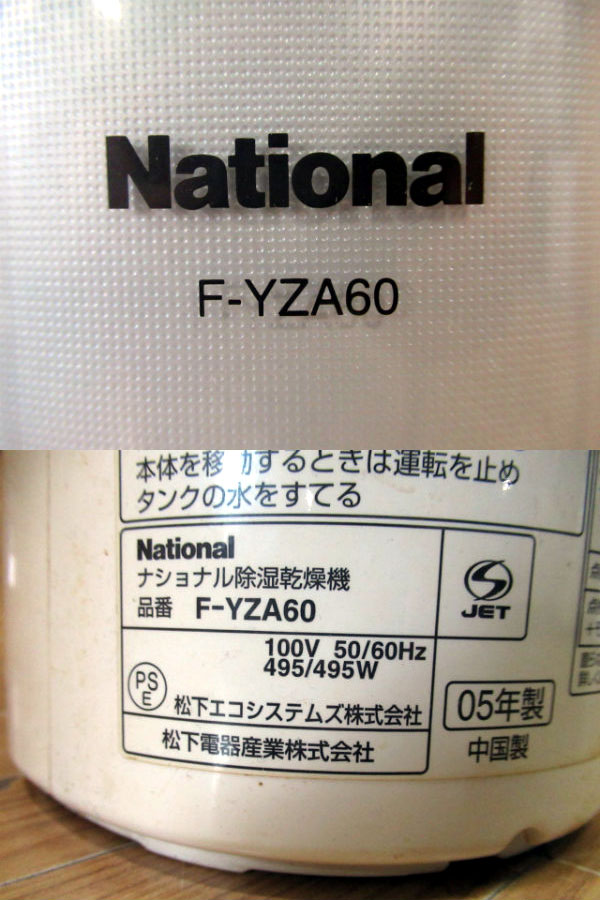 National
F-YZA60
本体を移動するときは運転を止め
タンクの水をすてる
National
ナショナル除湿乾燥機
品番 F-YZA60
JET
100V 50/60Hz
495/495W
PS
E
松下エコシステムズ株式会社
05年製
松下電器産業株式会社
中国製